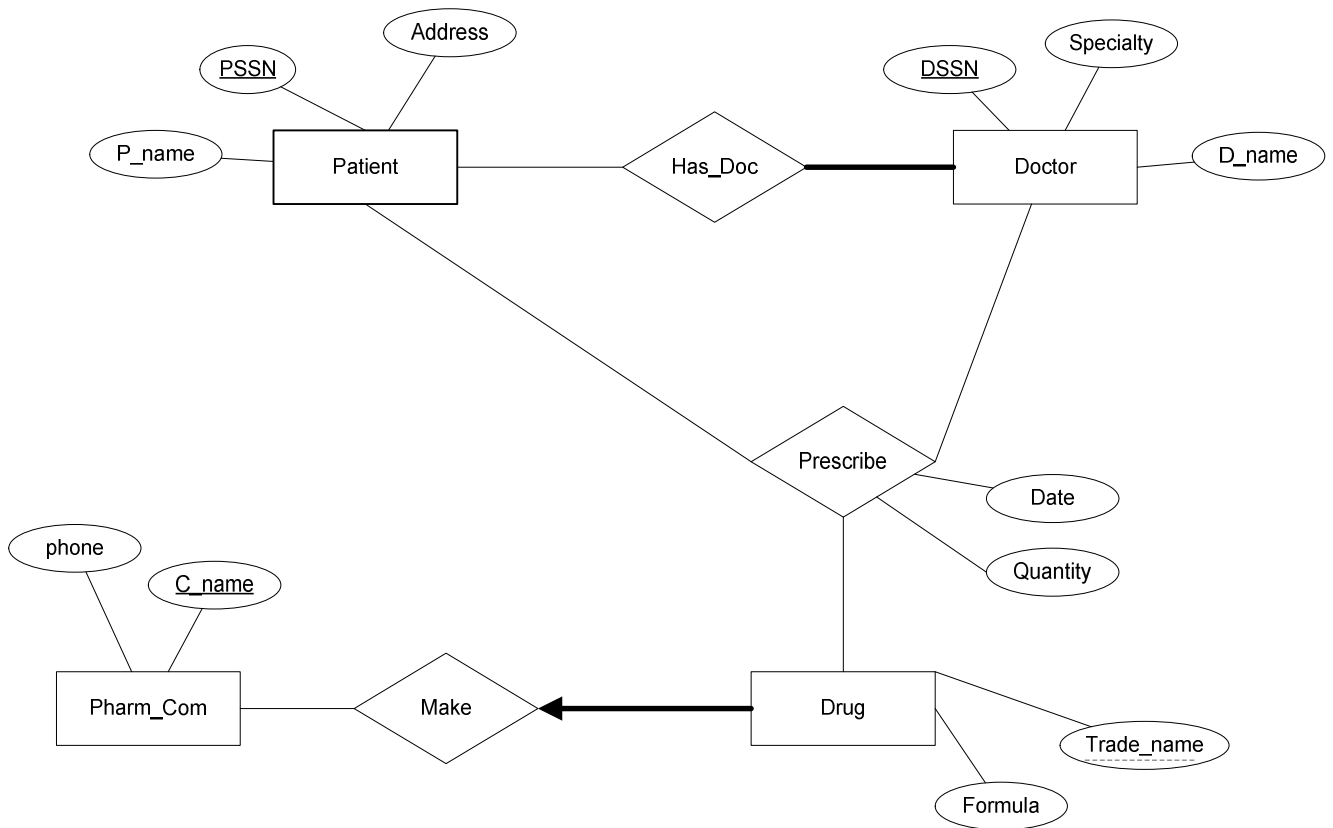 Address
PSSN
P_name
Patient
Has_Doc
Specialty
DSSN
D_name
Doctor
Prescribe
Date
Quantity
phone
C_name
Pharm_Com
Make
Drug
Trade_name
Formula